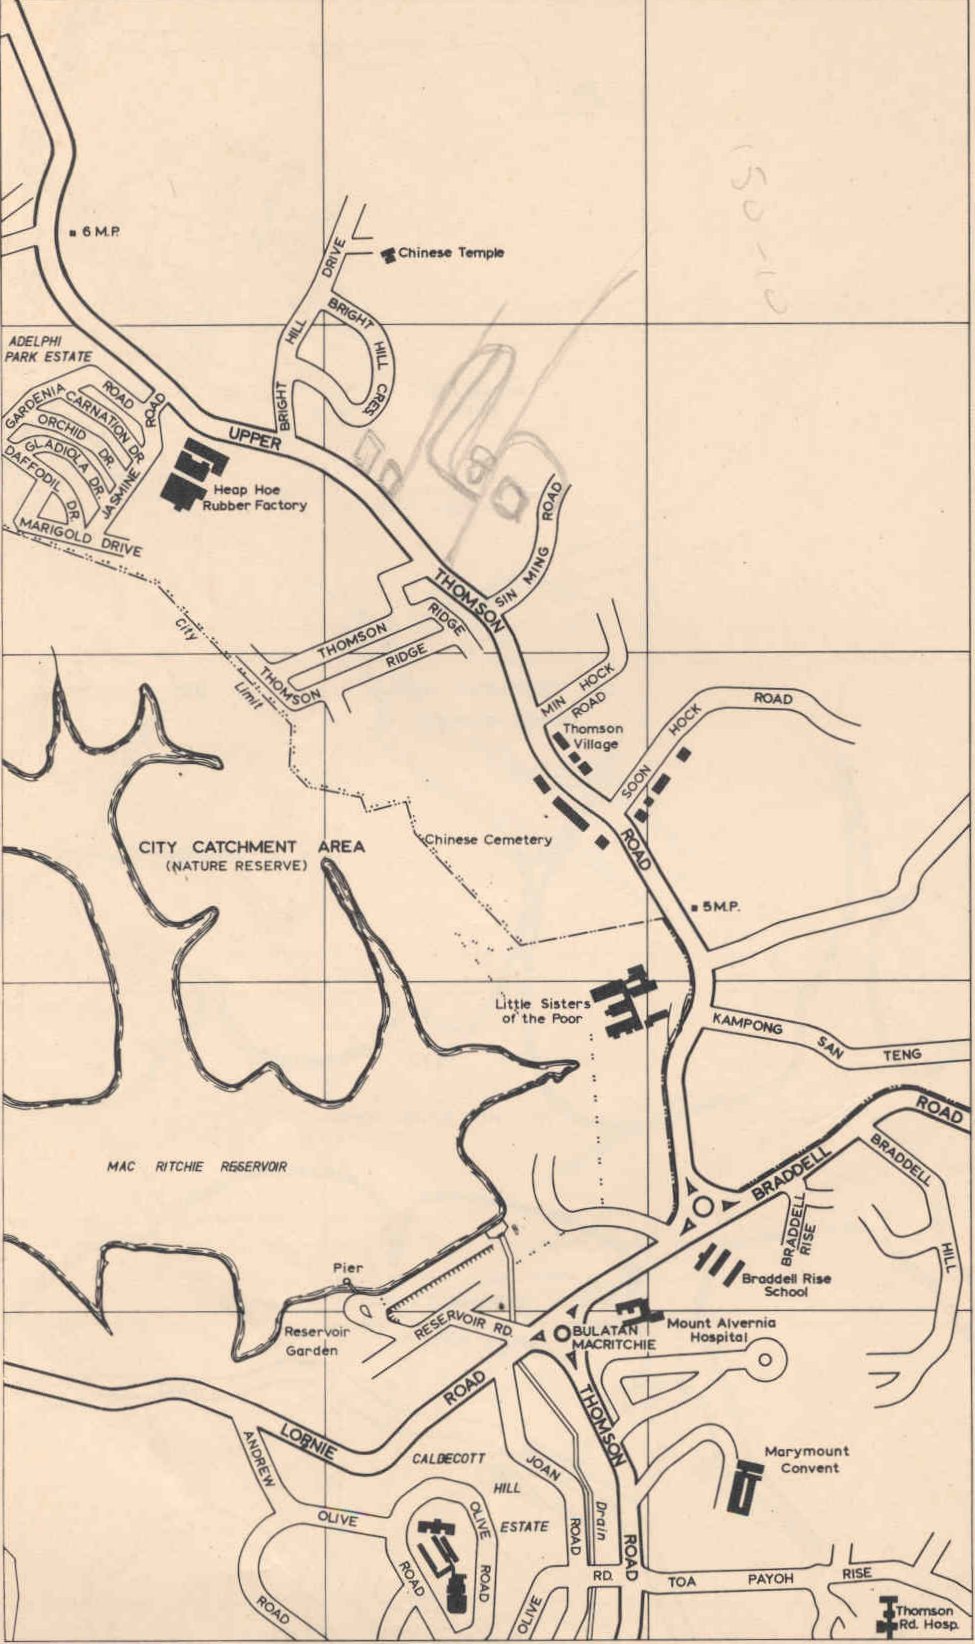 6 M.P.
Chinese Temple
DRIVE
HILL
BRIGHT
BRIGHT
HILL
CRES
ADELPHI
PARK ESTATE
GARDENIA
ROAD
ROAD
CARNATION DR.
ORCHID DR.
GLADIOLA DR.
DAFFODIL DR.
JASMINE
MARIGOLD DRIVE
UPPER
Heap Hoe
Rubber Factory
THOMSON
SIN MING ROAD
City
Limit
THOMSON
RIDGE
THOMSON
RIDGE
MIN HOCK
ROAD
Thomson
Village
SOON HOCK ROAD
ROAD
CITY CATCHMENT AREA
(NATURE RESERVE)
Chinese Cemetery
5 M.P.
Little Sisters
of the Poor
KAMPONG SAN TENG
MAC RITCHIE RESERVOIR
BRADDELL
ROAD
BRADDELL
HILL
BRADDELL
RISE
Braddell Rise
School
Pier
Reservoir
Garden
RESERVOIR RD.
BULATAN
MACRITCHIE
Mount Alvernia
Hospital
THOMSON
ROAD
LORNIE
ROAD
CALDECOTT
HILL
ESTATE
ANDREW
ROAD
OLIVE
ROAD
OLIVE
ROAD
JOAN
ROAD
Drain
Marymount
Convent
OLIVE
RD.
TOA PAYOH RISE
Thomson
Rd. Hosp.